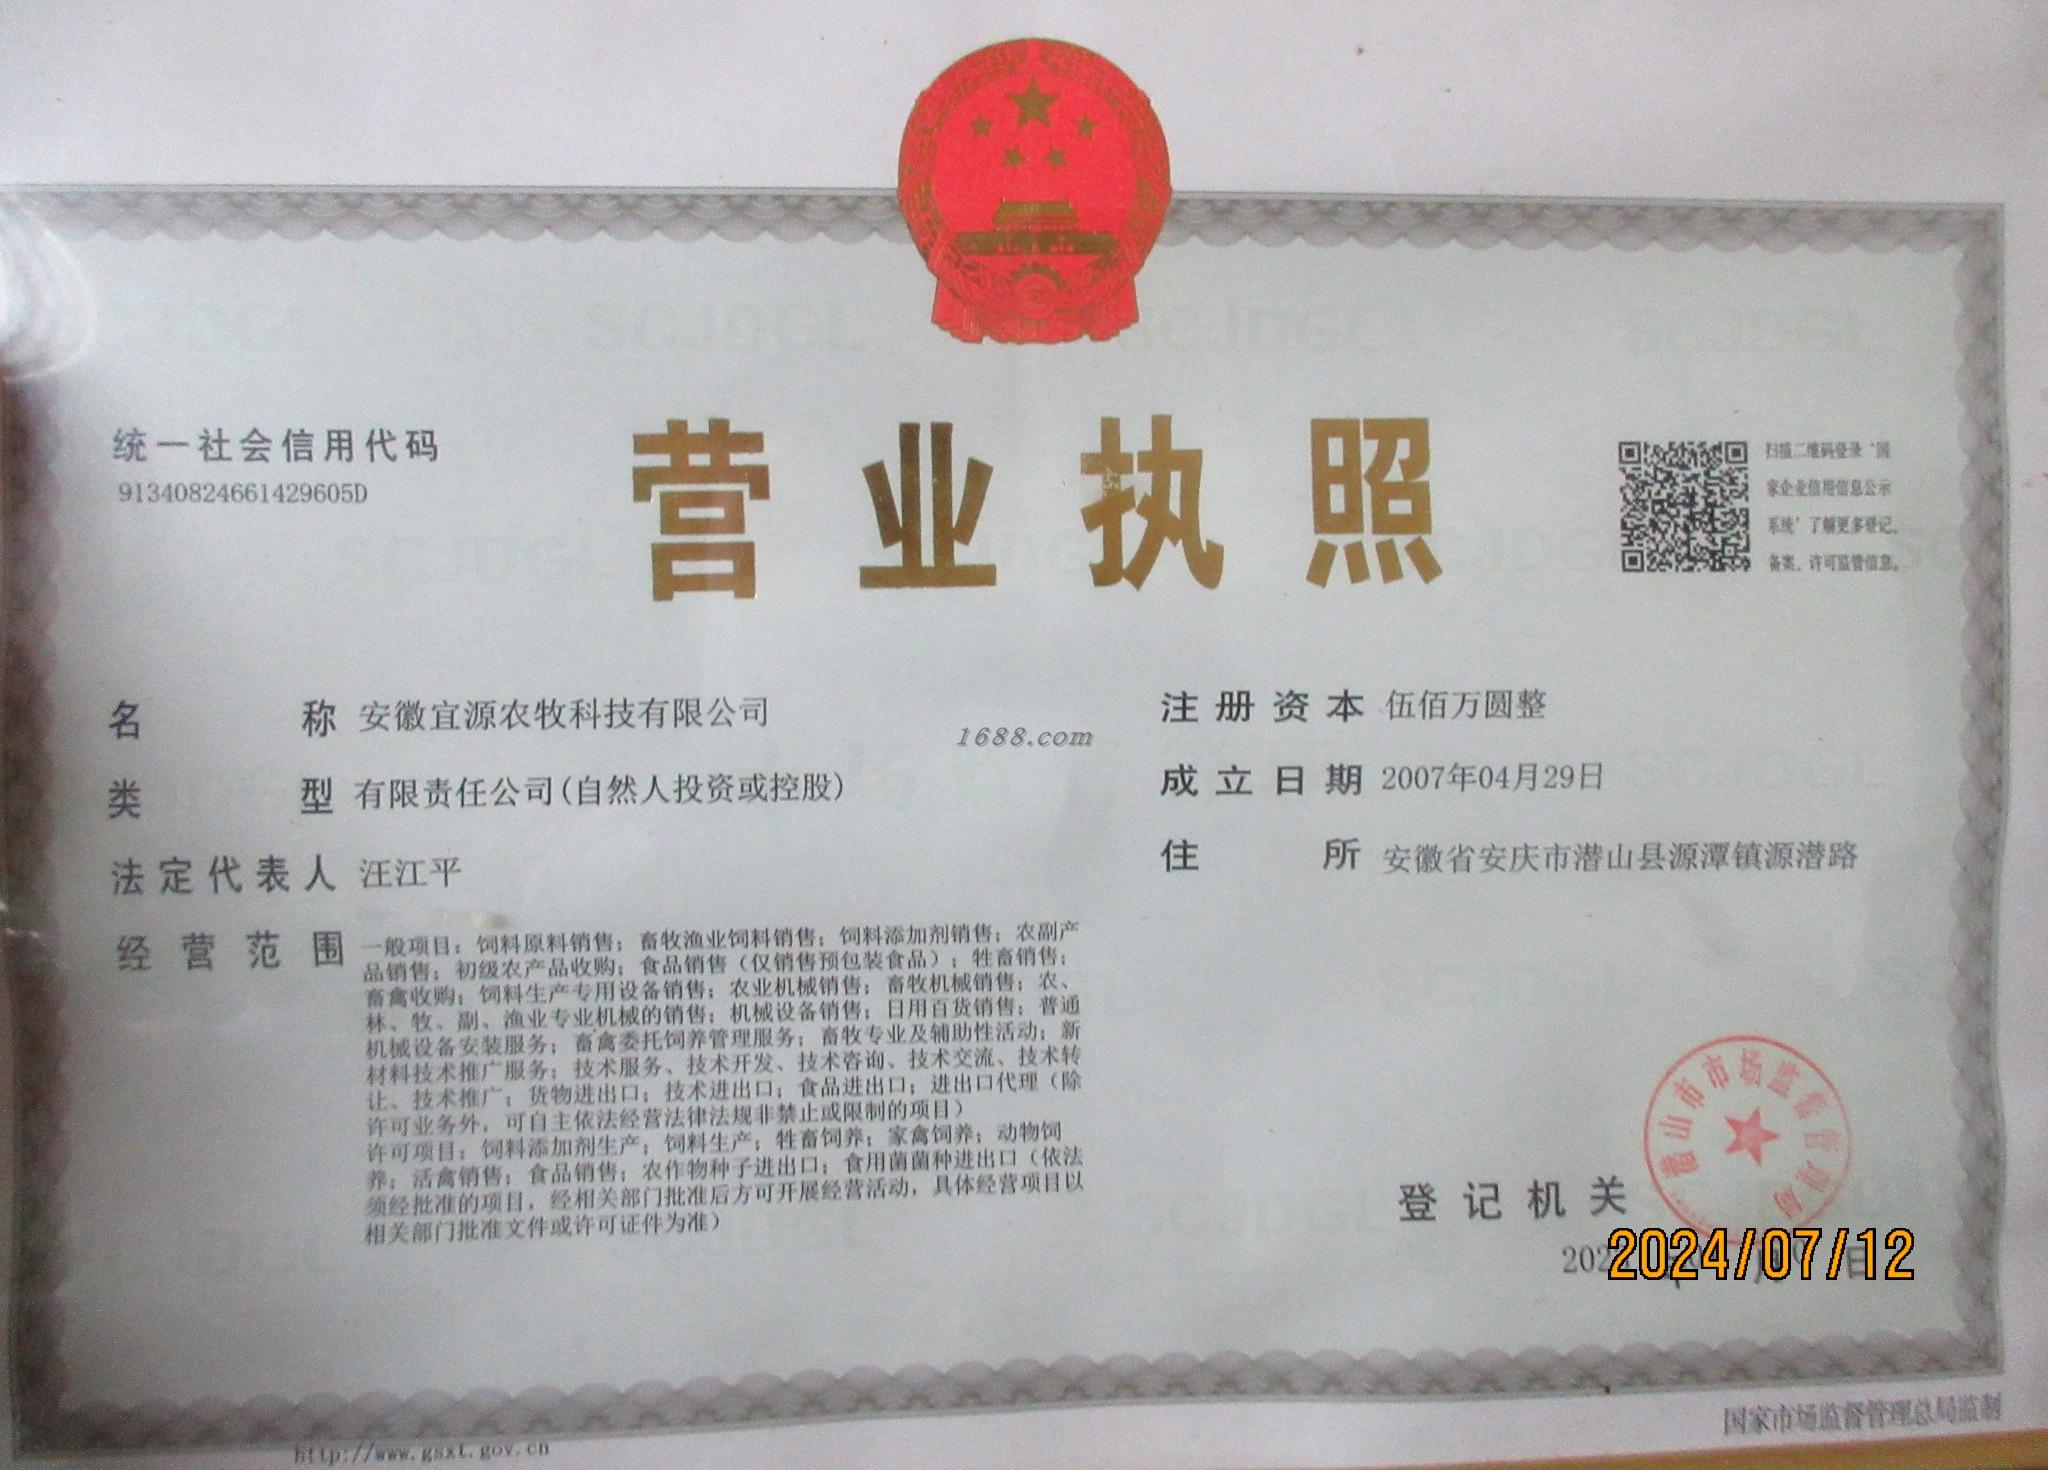 统一社会信用代码
91340824661429605D
营业执照
扫描二维码登录‘国
家企业信用信息公示
系统’了解更多登记、
备案、许可监管信息。
名称 安徽宜源农牧科技有限公司
类型 有限责任公司(自然人投资或控股)
法定代表人 汪江平
经营范围 一般项目：饲料原料销售；畜牧渔业饲料销售；饲料添加剂销售；农副产
品销售；初级农产品收购；食品销售（仅销售预包装食品）；牲畜销售；
畜禽收购；饲料生产专用设备销售；农业机械销售；畜牧机械销售；农、
林、牧、副、渔业专业机械的销售；机械设备销售；日用百货销售；普通
机械设备安装服务；畜禽委托饲养管理服务；畜牧专业及辅助性活动；新
材料技术推广服务；技术服务、技术开发、技术咨询、技术交流、技术转
让、技术推广；货物进出口；技术进出口；食品进出口；进出口代理（除
许可业务外，可自主依法经营法律法规非禁止或限制的项目）
许可项目：饲料添加剂生产；饲料生产；牲畜饲养；家禽饲养；动物饲
养；活禽销售；食品销售；农作物种子进出口；食用菌菌种进出口（依法
须经批准的项目，经相关部门批准后方可开展经营活动，具体经营项目以
相关部门批准文件或许可证件为准）
1688.com
注册资本 伍佰万圆整
成立日期 2007年04月29日
住所 安徽省安庆市潜山县源潭镇源潜路
潜山市市场监督管理局
登记机关
年 月 日
2024/07/12
http://www.gsxt.gov.cn
国家市场监督管理总局监制